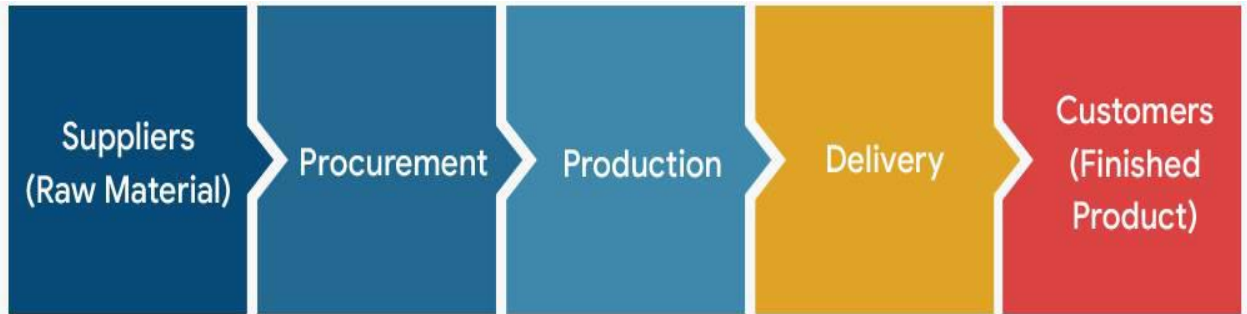 Suppliers
(Raw Material)
Procurement
Production
Delivery
Customers
(Finished
Product)